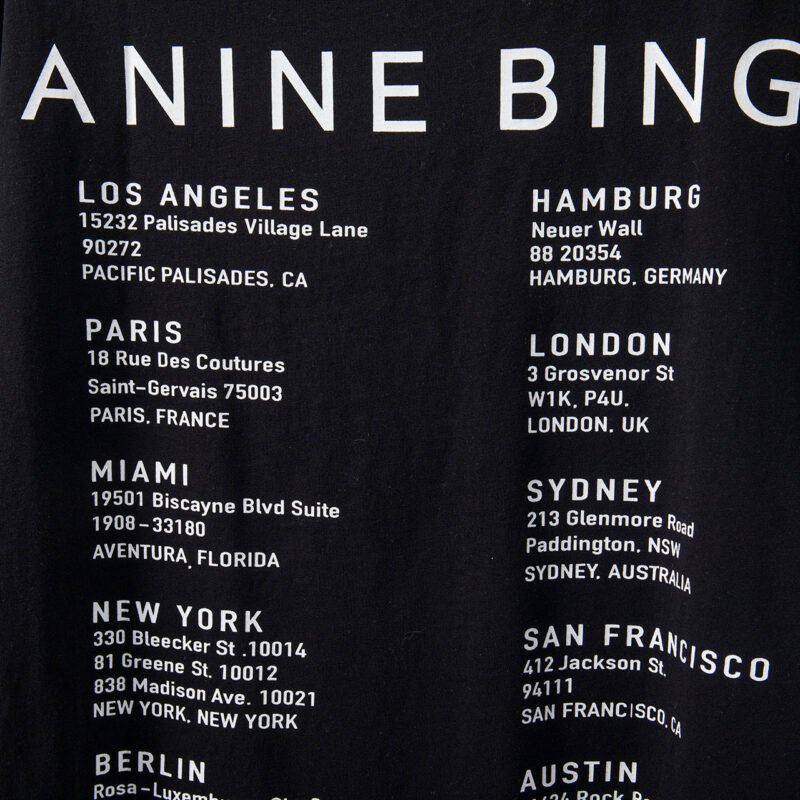 ANINE BING
LOS ANGELES
15232 Palisades Village Lane
90272
PACIFIC PALISADES, CA
PARIS
18 Rue Des Coutures
Saint-Gervais 75003
PARIS. FRANCE
MIAMI
19501 Biscayne Blvd Suite
1908-33180
AVENTURA, FLORIDA
NEW YORK
330 Bleecker St .10014
81 Greene St. 10012
838 Madison Ave. 10021
NEW YORK, NEW YORK
BERLIN
HAMBURG
Neuer Wall
88 20354
HAMBURG, GERMANY
LONDON
3 Grosvenor St
W1K, P4U,
LONDON, UK
SYDNEY
213 Glenmore Road
Paddington. NSW
SYDNEY. AUSTRALIA
SAN FRANCISCO
412 Jackson St.
94111
SAN FRANCISCO, CA
AUSTIN